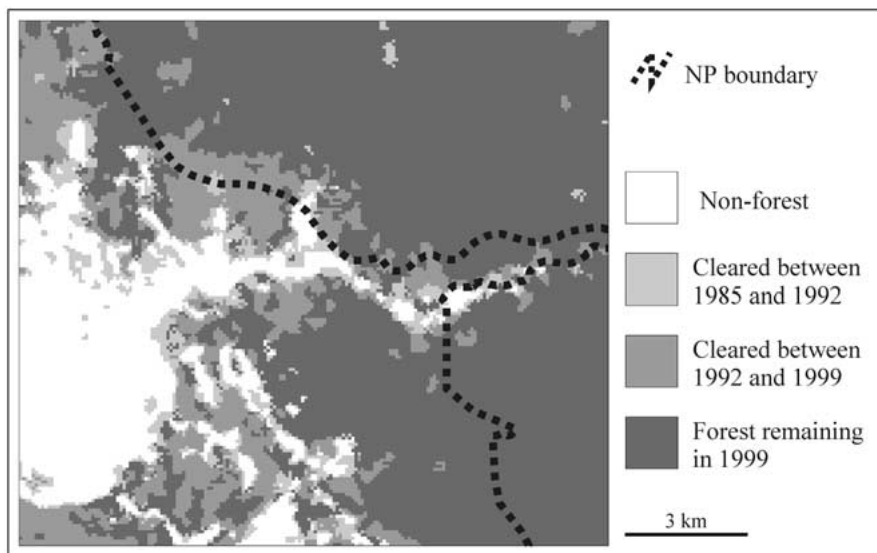 NP boundary
Non-forest
Cleared between
1985 and 1992
Cleared between
1992 and 1999
Forest remaining
in 1999
3 km